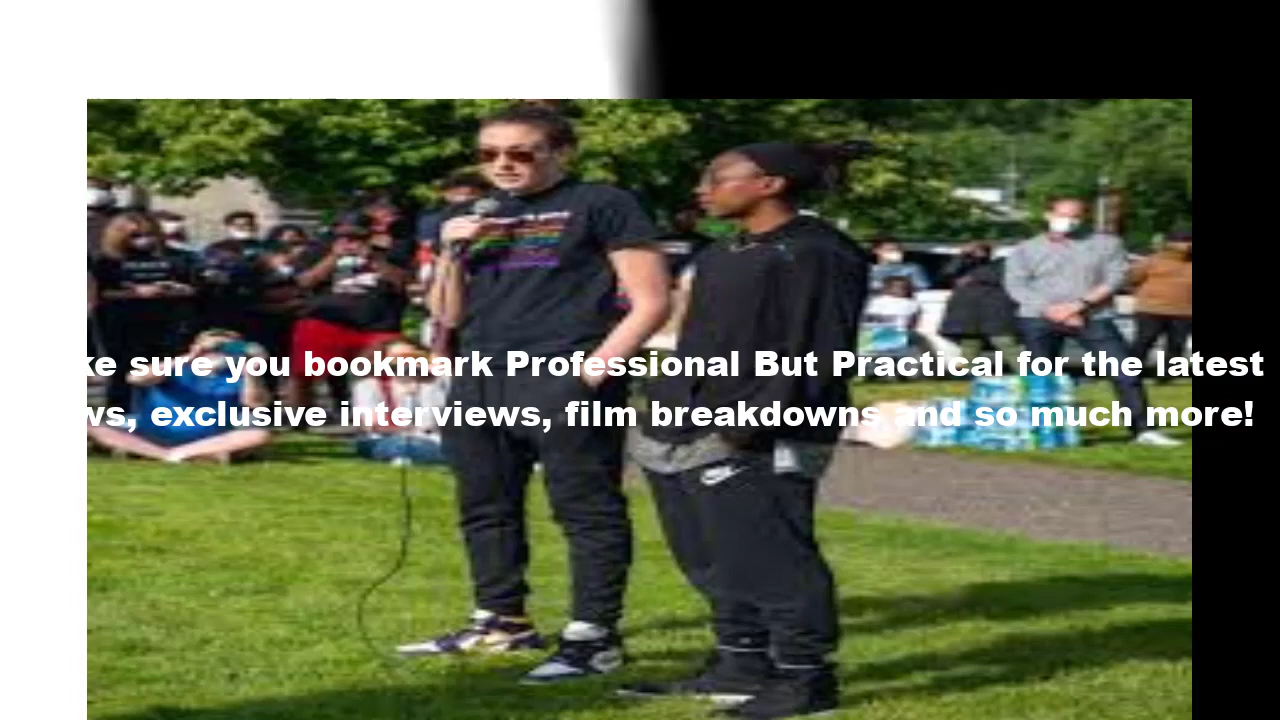 ke sure you bookmark Professional But Practical for the latest
ws, exclusive interviews, film breakdowns and so much more!